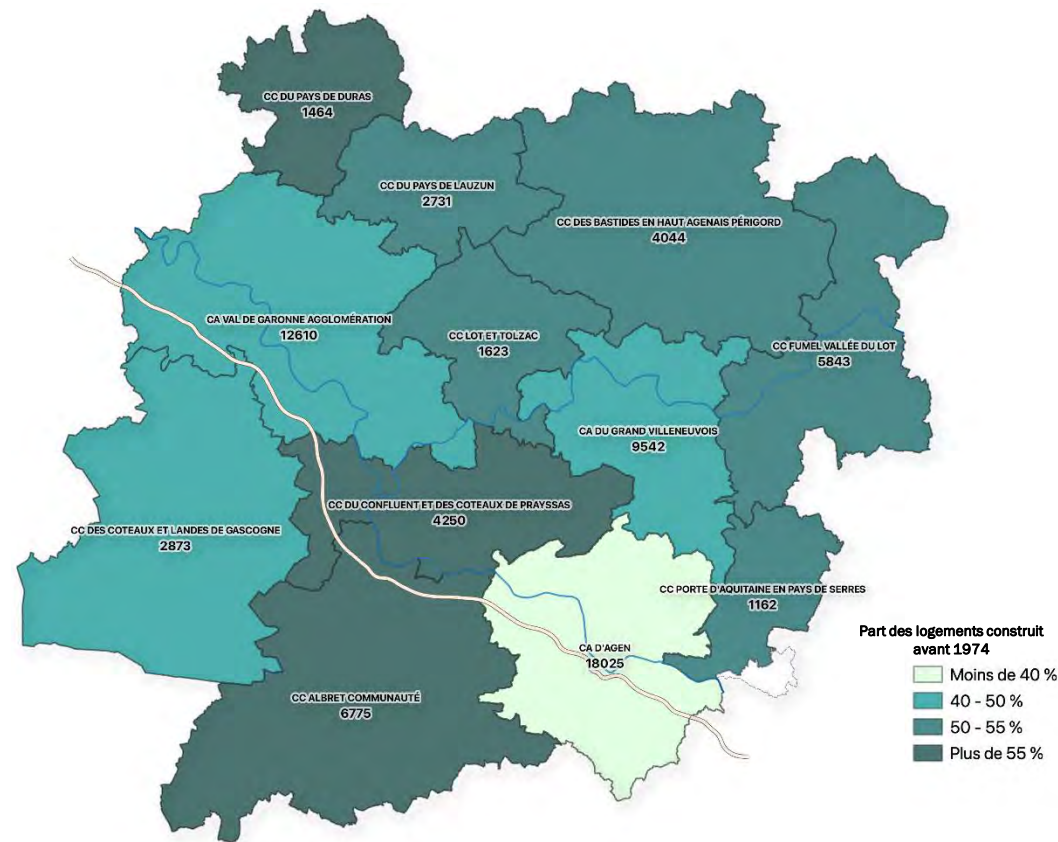 CC DU PAYS DE DURAS
1464
CC DU PAYS DE LAUZUN
2731
CC DES BASTIDES EN HAUT AGENAIS PÉRIGORD
4044
CA VAL DE GARONNE AGGLOMÉRATION
12610
CC LOT ET TOLZAC
1623
CC FUMEL VALLÉE DU LOT
5843
CA DU GRAND VILLENEUVOIS
9542
CC DU CONFLUENT ET DES COTEAUX DE PRAYSSAS
4250
CC DES COTEAUX ET LANDES DE GASCOGNE
2873
CC PORTE D'AQUITAINE EN PAYS DE SERRES
1162
CA D'AGEN
18025
CC ALBRET COMMUNAUTÉ
6775
Part des logements construit
avant 1974
Moins de 40 %
40 - 50 %
50 - 55 %
Plus de 55 %